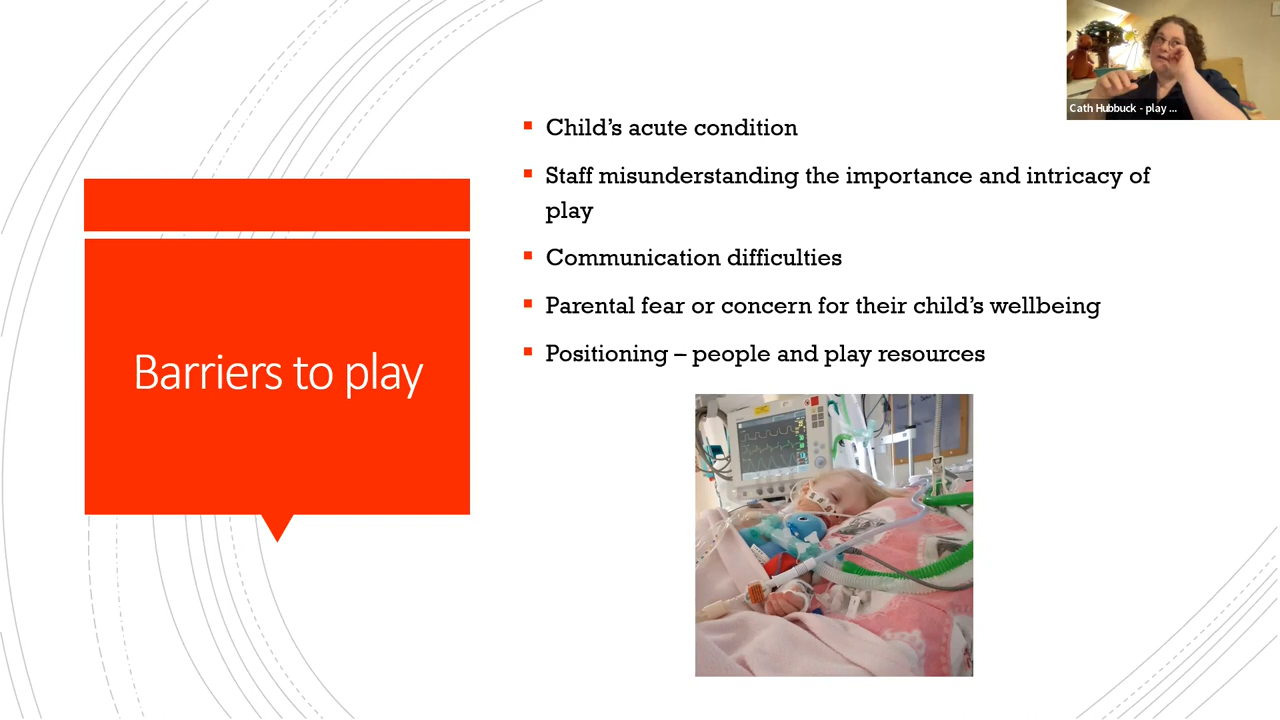 Cath Hubbuck - play ...
Child's acute condition
Staff misunderstanding the importance and intricacy of
play
Communication difficulties
Parental fear or concern for their child's wellbeing
Positioning – people and play resources
Barriers to play